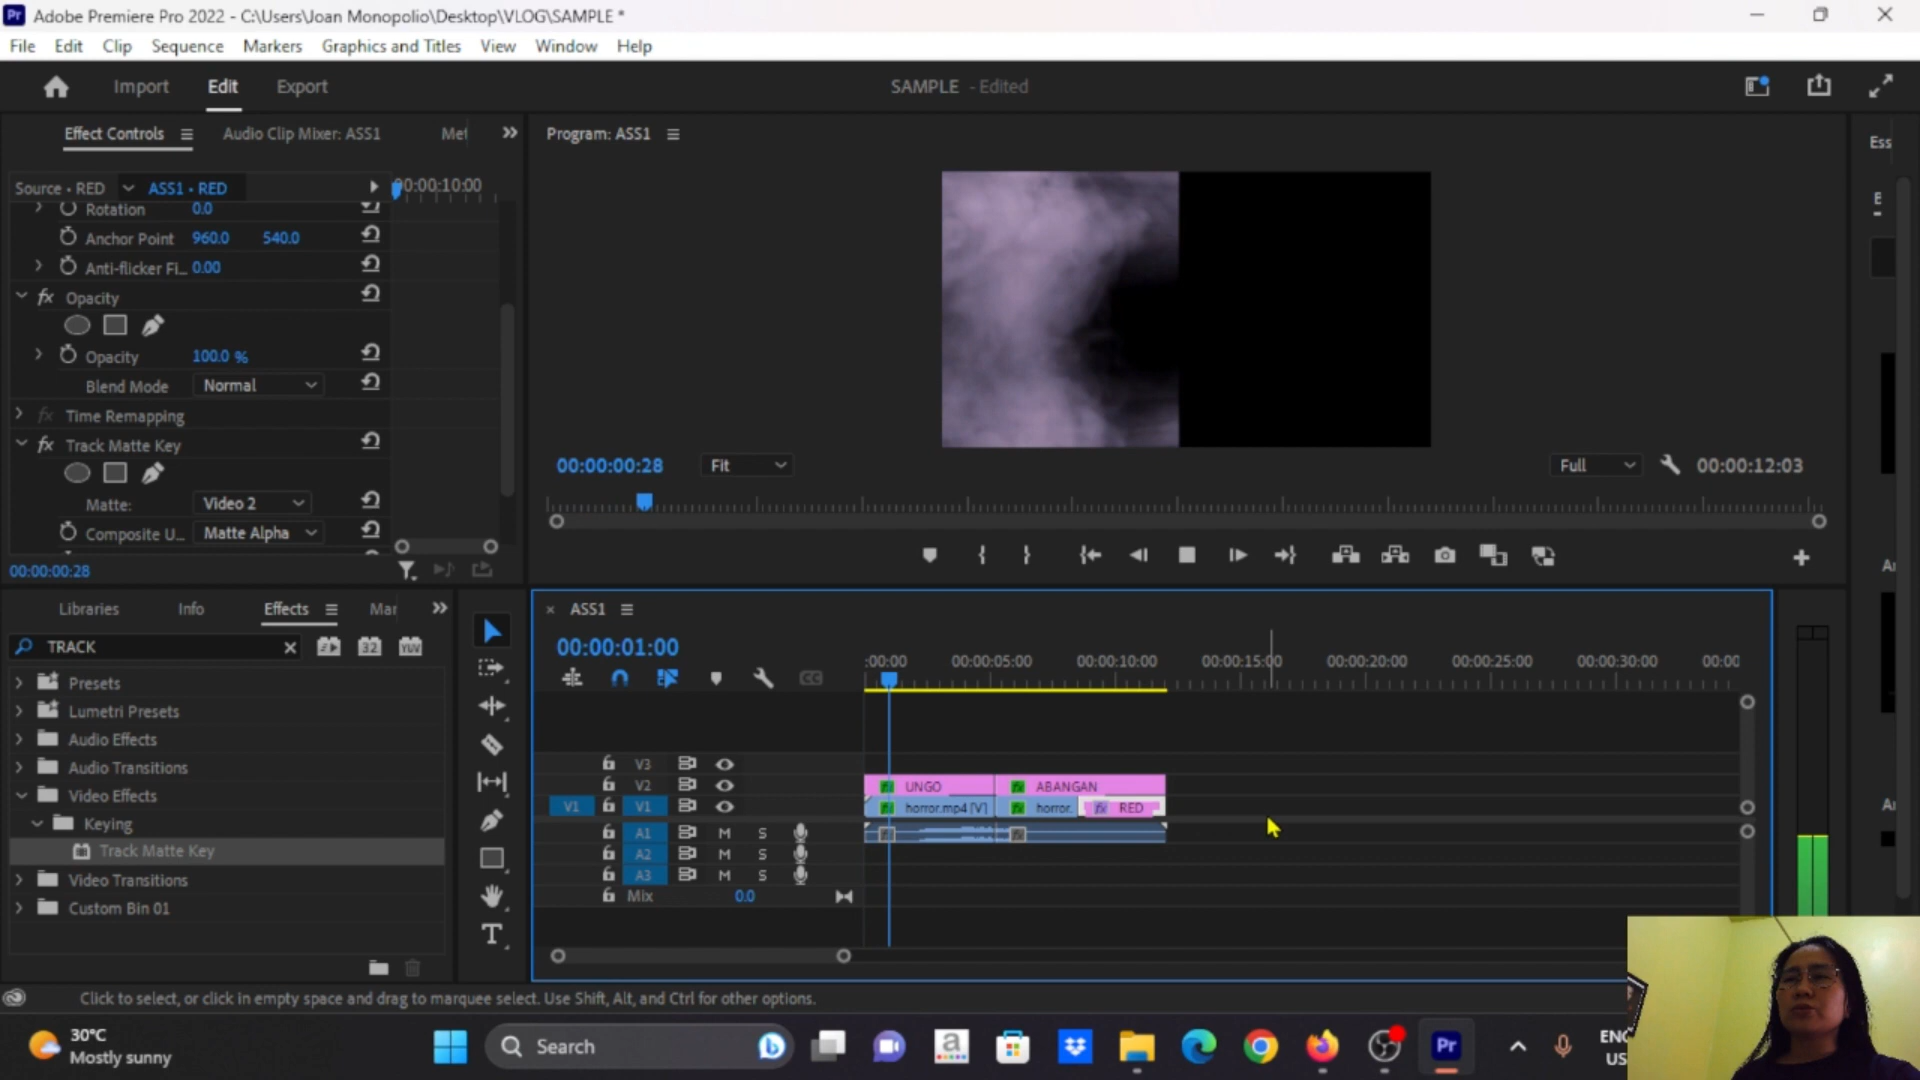 Pr Adobe Premiere Pro 2022 - C:\Users\Joan Monopolio\Desktop\VLOG\SAMPLE *
File Edit Clip Sequence Markers Graphics and Titles View Window Help
Import Edit Export SAMPLE - Edited
Effect Controls Audio Clip Mixer: ASS1 Met
Program: ASS1
Ess
Source • RED ASS1 • RED
00:00:10:00
Rotation 0.0
Anchor Point 960.0 540.0
Anti-flicker Fi... 0.00
fx Opacity
Opacity 100.0 %
Blend Mode Normal
fx Time Remapping
fx Track Matte Key
Matte: Video 2
Composite U... Matte Alpha
00:00:00:28
00:00:00:28 Fit Full 00:00:12:03
Libraries Info Effects Mar
TRACK
32 YUV
Presets
Lumetri Presets
Audio Effects
Audio Transitions
Video Effects
Keying
Track Matte Key
Video Transitions
Custom Bin 01
× ASS1
00:00:01:00
:00:00 00:00:05:00 00:00:10:00 00:00:15:00 00:00:20:00 00:00:25:00 00:00:30:00 00:00
V3
V2 UNGO ABANGAN
V1 V1 horror.mp4 [V] horror. fx RED
A1 M S
A2 M S
A3 M S
Mix 0.0
T
Click to select, or click in empty space and drag to marquee select. Use Shift, Alt, and Ctrl for other options.
30°C
Mostly sunny
Search
a
Pr
ENG
US